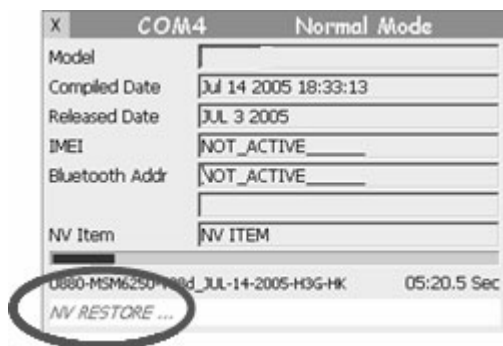 X COM4 Normal Mode
Model
Compiled Date Jul 14 2005 18:33:13
Released Date JUL 3 2005
IMEI NOT_ACTIVE______
Bluetooth Addr NOT_ACTIVE______
NV Item NV ITEM
05:20.5 Sec
NV RESTORE ...